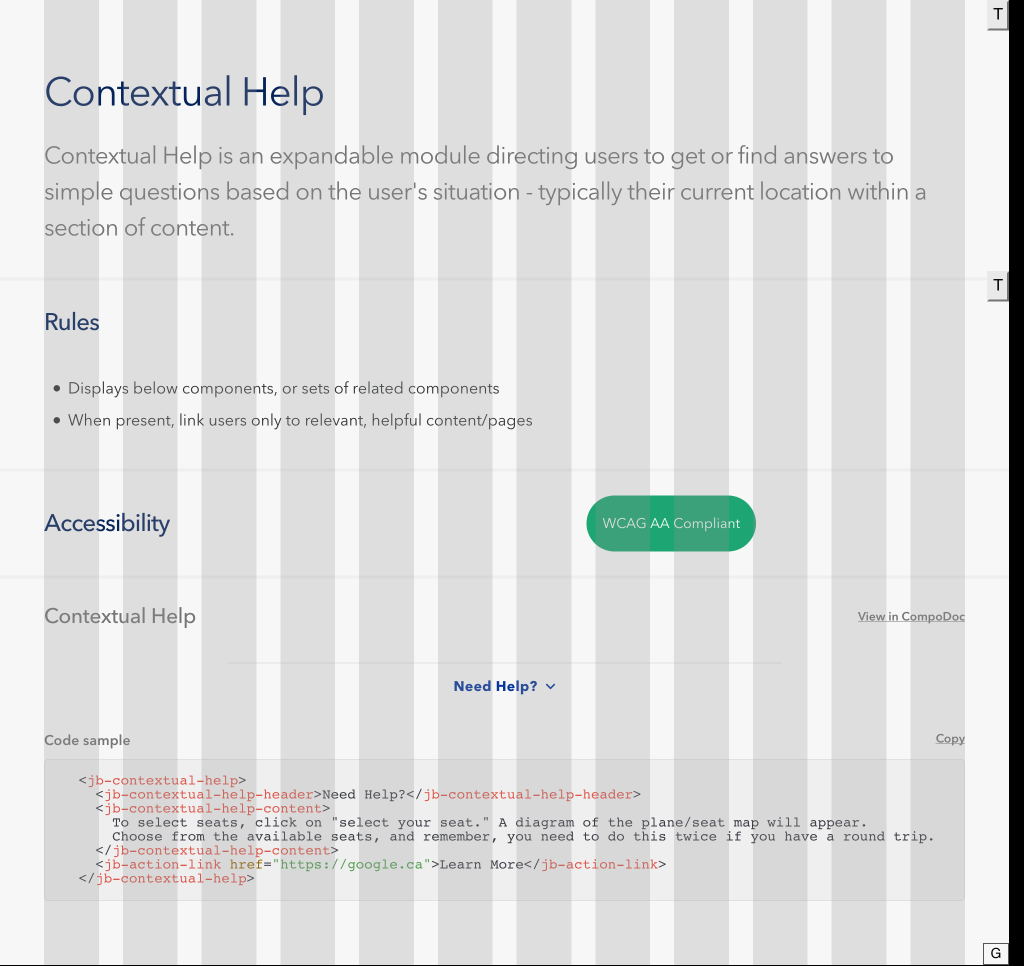 T
Contextual Help
Contextual Help is an expandable module directing users to get or find answers to
simple questions based on the user's situation - typically their current location within a
section of content.
T
Rules
• Displays below components, or sets of related components
• When present, link users only to relevant, helpful content/pages
Accessibility
WCAG AA Compliant
Contextual Help
View in CompoDoc
Need Help?
Code sample
Copy
<jb-contextual-help>
  <jb-contextual-help-header>Need Help?</jb-contextual-help-header>
  <jb-contextual-help-content>
    To select seats, click on "select your seat." A diagram of the plane/seat map will appear.
    Choose from the available seats, and remember, you need to do this twice if you have a round trip.
  </jb-contextual-help-content>
  <jb-action-link href="https://google.ca">Learn More</jb-action-link>
</jb-contextual-help>
G